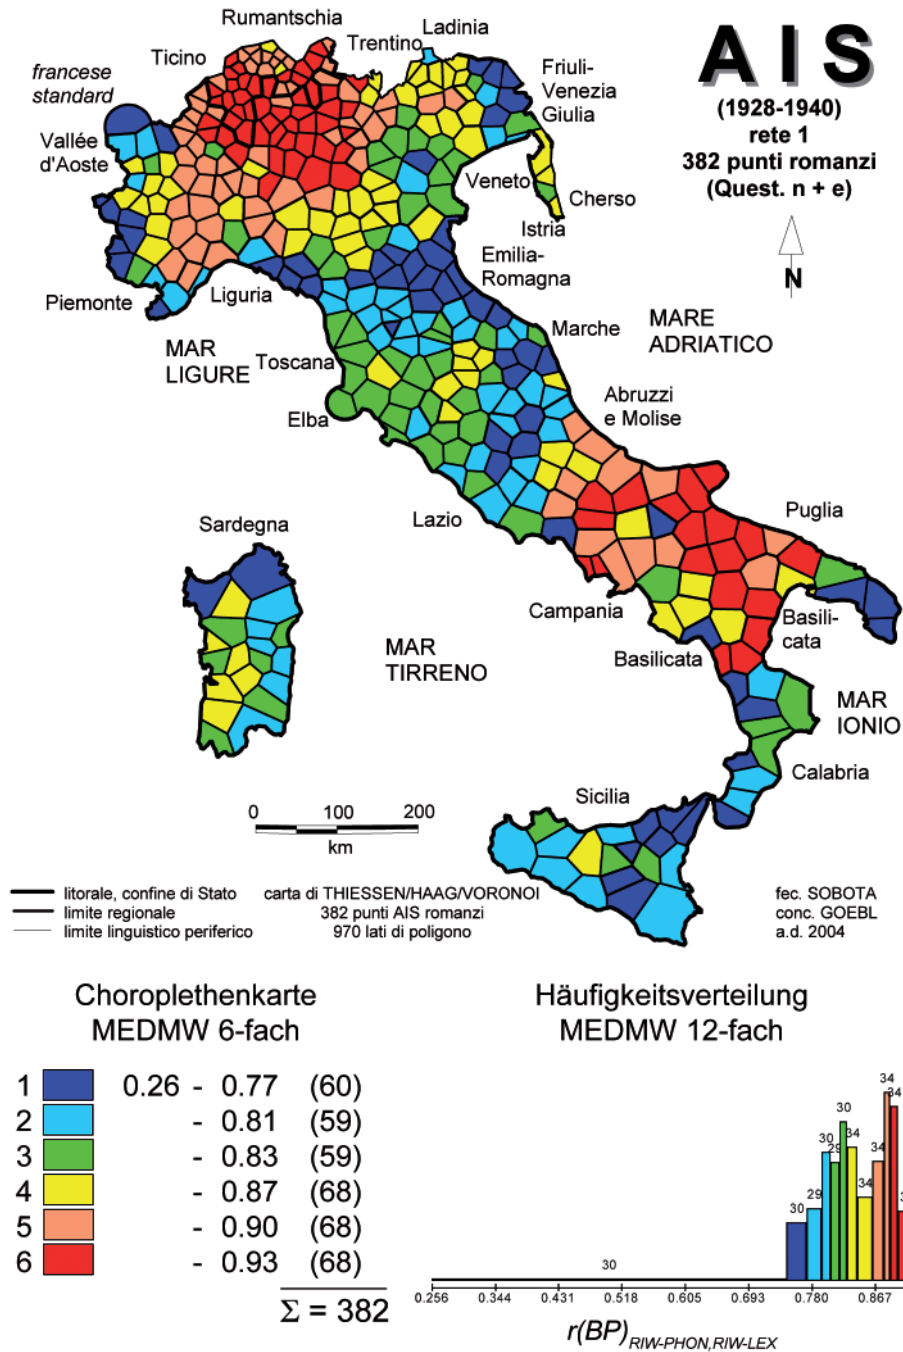 Rumantschia
Ladinia
Trentino
Ticino
Friuli-
Venezia
Giulia
francese
standard
Vallée
d'Aoste
Veneto
Cherso
Istria
Emilia-
Romagna
Piemonte
Liguria
Marche
MAR
LIGURE
Toscana
MARE
ADRIATICO
Elba
Abruzzi
e Molise
Lazio
Puglia
Sardegna
Campania
Basili-
cata
Basilicata
MAR
TIRRENO
MAR
IONIO
Calabria
Sicilia
AIS
(1928-1940)
rete 1
382 punti romanzi
(Quest. n + e)
N
0 100 200
km
litorale, confine di Stato
limite regionale
limite linguistico periferico
carta di THIESSEN/HAAG/VORONOI
382 punti AIS romanzi
970 lati di poligono
fec. SOBOTA
conc. GOEBL
a.d. 2004
Choroplethenkarte
MEDMW 6-fach
1 0.26 - 0.77 (60)
2 - 0.81 (59)
3 - 0.83 (59)
4 - 0.87 (68)
5 - 0.90 (68)
6 - 0.93 (68)
Σ = 382
Häufigkeitsverteilung
MEDMW 12-fach
30 30 29 30 29 30 34 34 34 34 34
0.256 0.344 0.431 0.518 0.605 0.693 0.780 0.867
r(BP) RIW-PHON,RIW-LEX